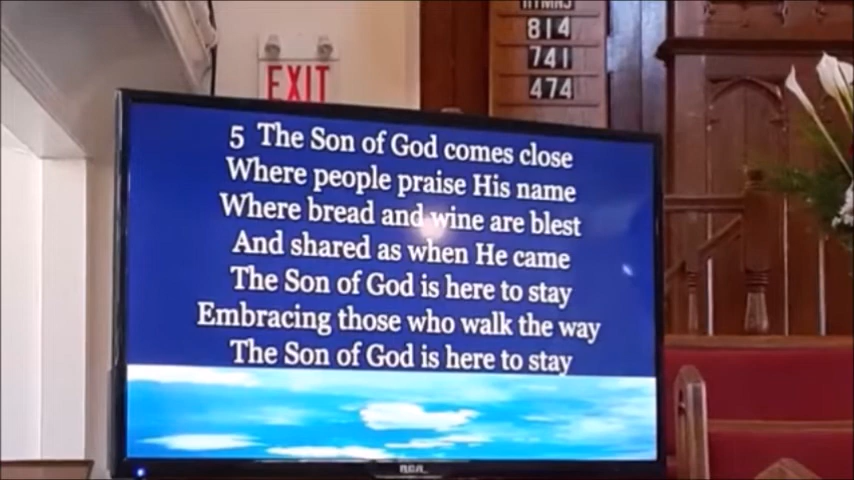 HYMNS
814
741
474
EXIT
5 The Son of God comes close
Where people praise His name
Where bread and wine are blest
And shared as when He came
The Son of God is here to stay
Embracing those who walk the way
The Son of God is here to stay
RCA